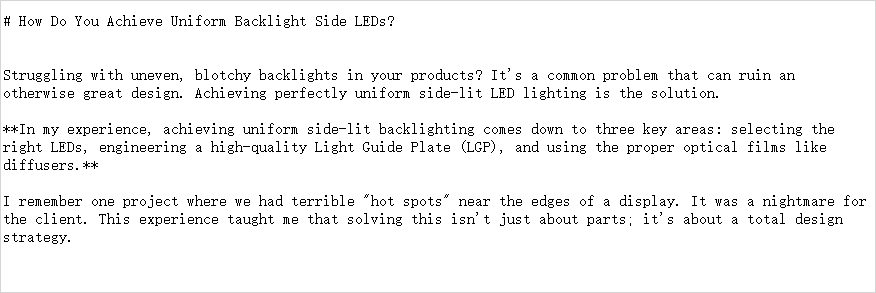 # How Do You Achieve Uniform Backlight Side LEDs?
Struggling with uneven, blotchy backlights in your products? It's a common problem that can ruin an
otherwise great design. Achieving perfectly uniform side-lit LED lighting is the solution.
**In my experience, achieving uniform side-lit backlighting comes down to three key areas: selecting the
right LEDs, engineering a high-quality Light Guide Plate (LGP), and using the proper optical films like
diffusers.**
I remember one project where we had terrible "hot spots" near the edges of a display. It was a nightmare for
the client. This experience taught me that solving this isn't just about parts; it's about a total design
strategy.